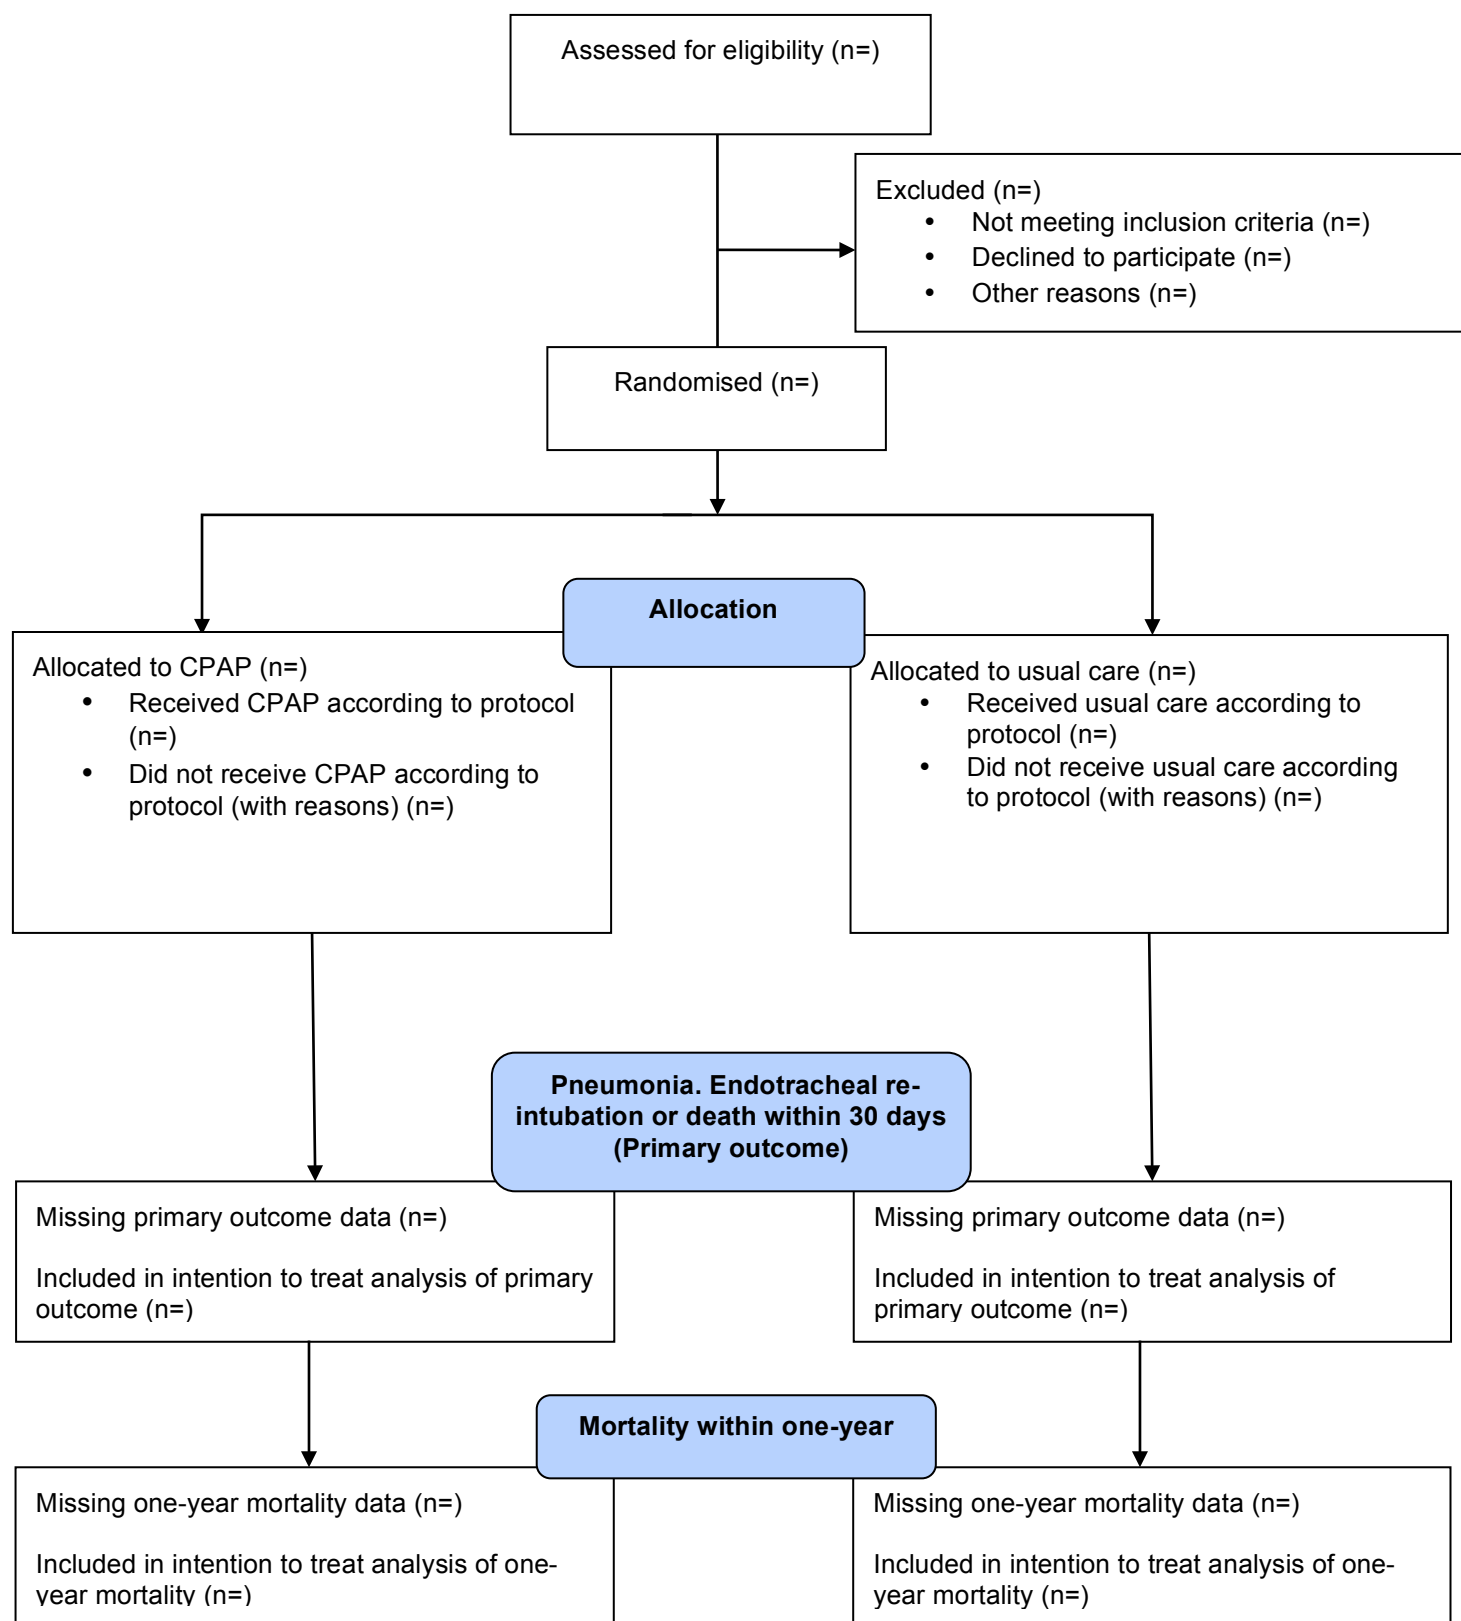 Assessed for eligibility (n=)
Excluded (n=)
• Not meeting inclusion criteria (n=)
• Declined to participate (n=)
• Other reasons (n=)
Randomised (n=)
Allocation
Allocated to CPAP (n=)
• Received CPAP according to protocol
(n=)
• Did not receive CPAP according to
protocol (with reasons) (n=)
Allocated to usual care (n=)
• Received usual care according to
protocol (n=)
• Did not receive usual care according
to protocol (with reasons) (n=)
Pneumonia. Endotracheal re-
intubation or death within 30 days
(Primary outcome)
Missing primary outcome data (n=)
Included in intention to treat analysis of primary
outcome (n=)
Missing primary outcome data (n=)
Included in intention to treat analysis of
primary outcome (n=)
Mortality within one-year
Missing one-year mortality data (n=)
Included in intention to treat analysis of one-
year mortality (n=)
Missing one-year mortality data (n=)
Included in intention to treat analysis of one-
year mortality (n=)